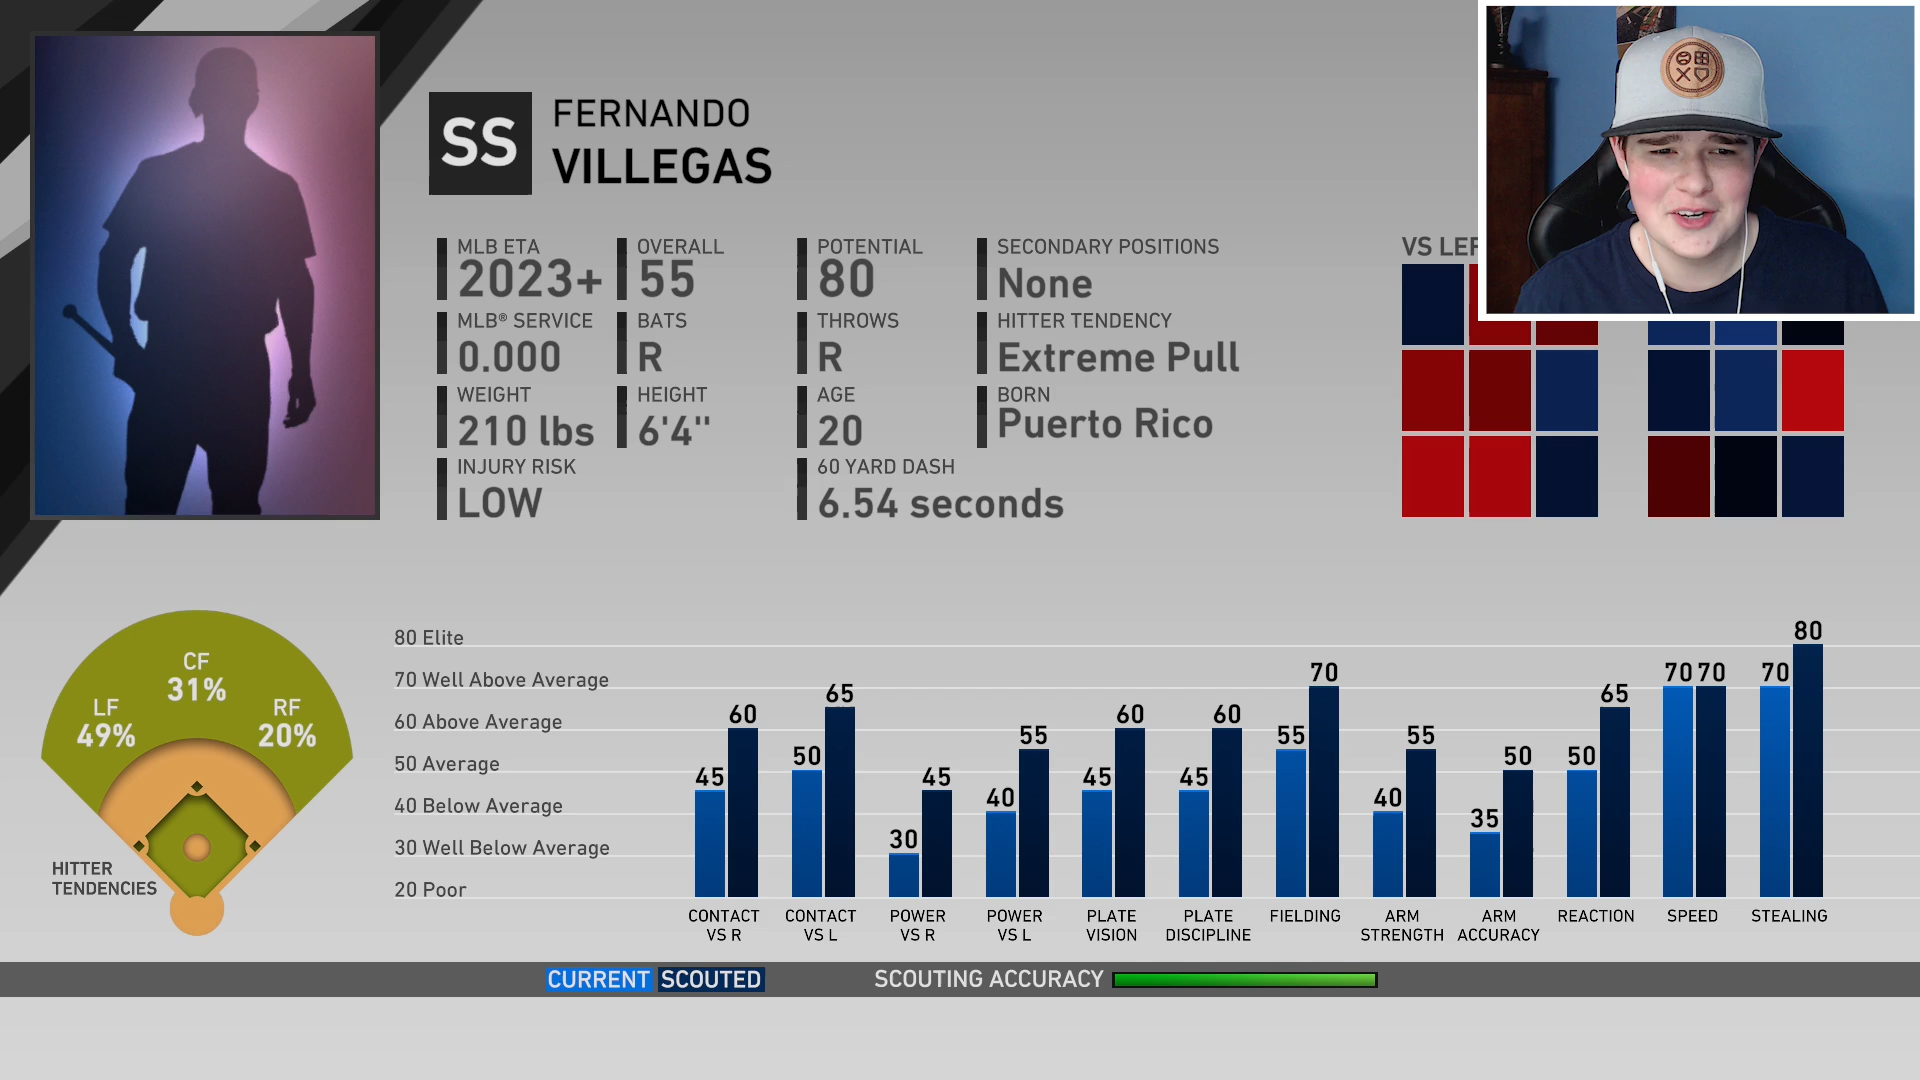 SS
FERNANDO
VILLEGAS
MLB ETA
2023+
OVERALL
55
POTENTIAL
80
SECONDARY POSITIONS
None
MLB® SERVICE
0.000
BATS
R
THROWS
R
HITTER TENDENCY
Extreme Pull
WEIGHT
210 lbs
HEIGHT
6'4"
AGE
20
BORN
Puerto Rico
INJURY RISK
LOW
60 YARD DASH
6.54 seconds
VS
CF
31%
LF
49%
RF
20%
HITTER
TENDENCIES
80 Elite
70 Well Above Average
60 Above Average
50 Average
40 Below Average
30 Well Below Average
20 Poor
45 60
50 65
30 45
40 55
45 60
45 60
55 70
40 55
35 50
50 65
70 70
70 80
CONTACT
VS R
CONTACT
VS L
POWER
VS R
POWER
VS L
PLATE
VISION
PLATE
DISCIPLINE
FIELDING
ARM
STRENGTH
ARM
ACCURACY
REACTION
SPEED
STEALING
CURRENT SCOUTED
SCOUTING ACCURACY